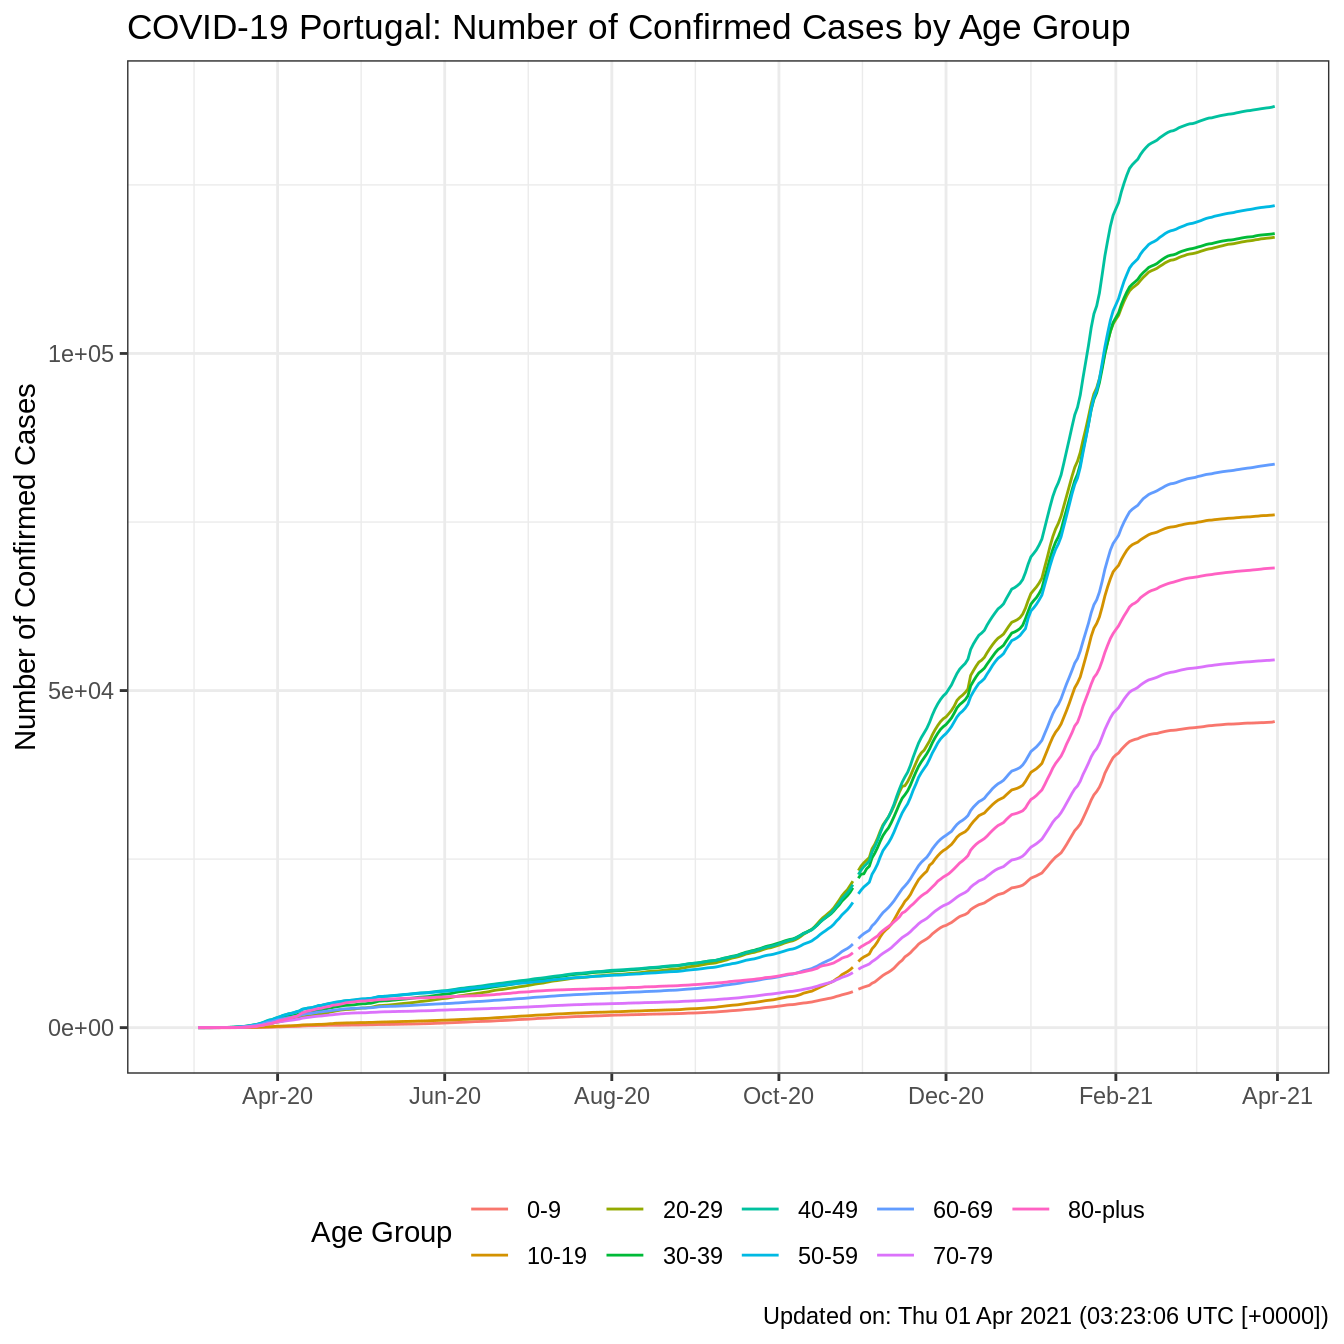 COVID-19 Portugal: Number of Confirmed Cases by Age Group
Number of Confirmed Cases
1e+05
5e+04
0e+00
Apr-20 Jun-20 Aug-20 Oct-20 Dec-20 Feb-21 Apr-21
Age Group
0-9 20-29 40-49 60-69 80-plus
10-19 30-39 50-59 70-79
Updated on: Thu 01 Apr 2021 (03:23:06 UTC [+0000])